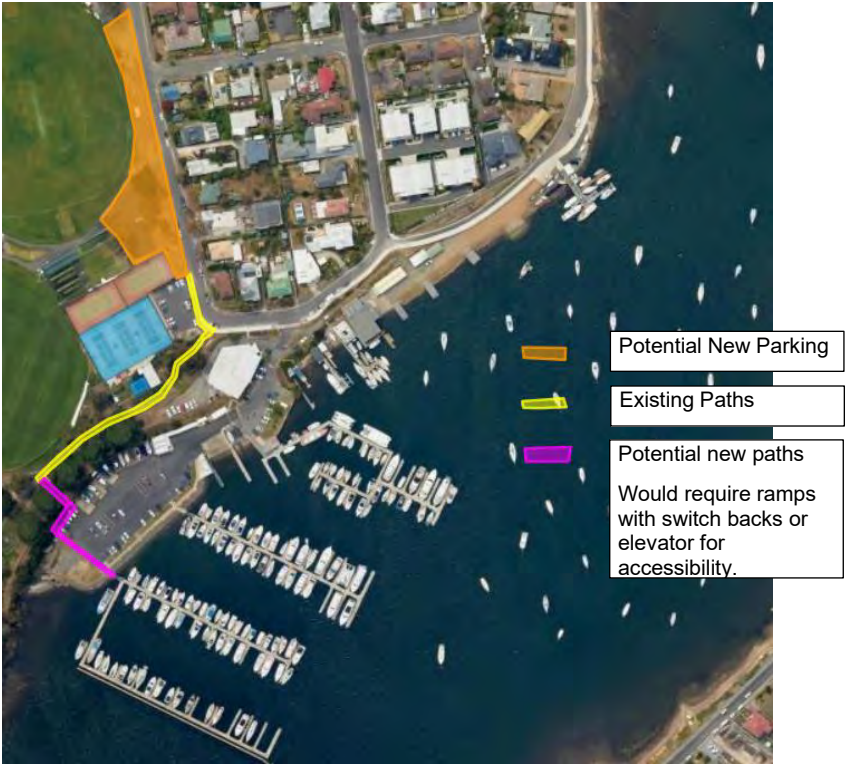 Potential New Parking
Existing Paths
Potential new paths
Would require ramps
with switch backs or
elevator for
accessibility.